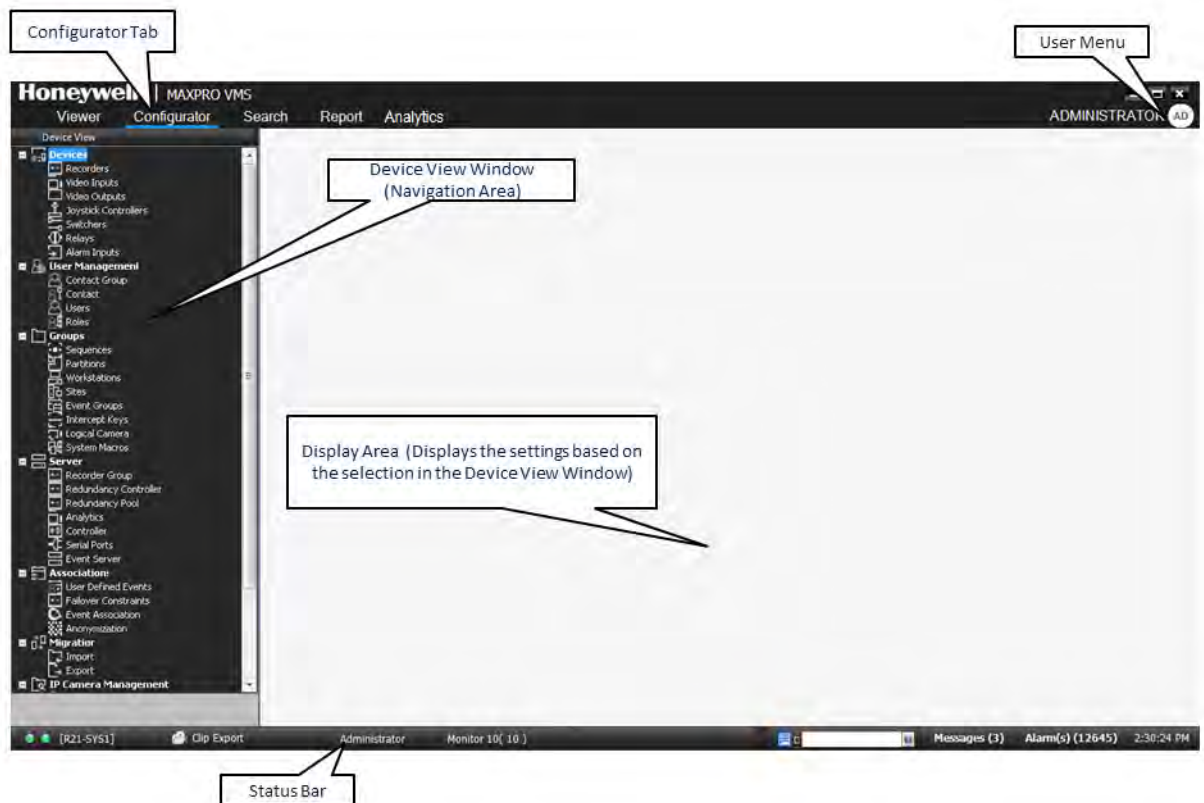 Configurator Tab
User Menu
Honeywell | MAXPRO VMS
Viewer Configurator Search Report Analytics
ADMINISTRATOR AD
Device View
Devices
Recorders
Video Inputs
Video Outputs
Joystick Controllers
Switchers
Relays
Alarm Inputs
User Management
Contact Group
Contact
Users
Roles
Groups
Sequences
Partitions
Workstations
Sites
Event Groups
Intercept Keys
Logical Camera
System Macros
Server
Recorder Group
Redundancy Controller
Redundancy Pool
Analytics
Controller
Serial Ports
Event Server
Associations
User Defined Events
Failover Constraints
Event Association
Anonymization
Migration
Import
Export
IP Camera Management
Device View Window
(Navigation Area)
Display Area (Displays the settings based on
the selection in the Device View Window)
[R21-SYS1] Clip Export Administrator Monitor 10( 10 ) C Messages (3) Alarm(s) (12645) 2:30:24 PM
Status Bar